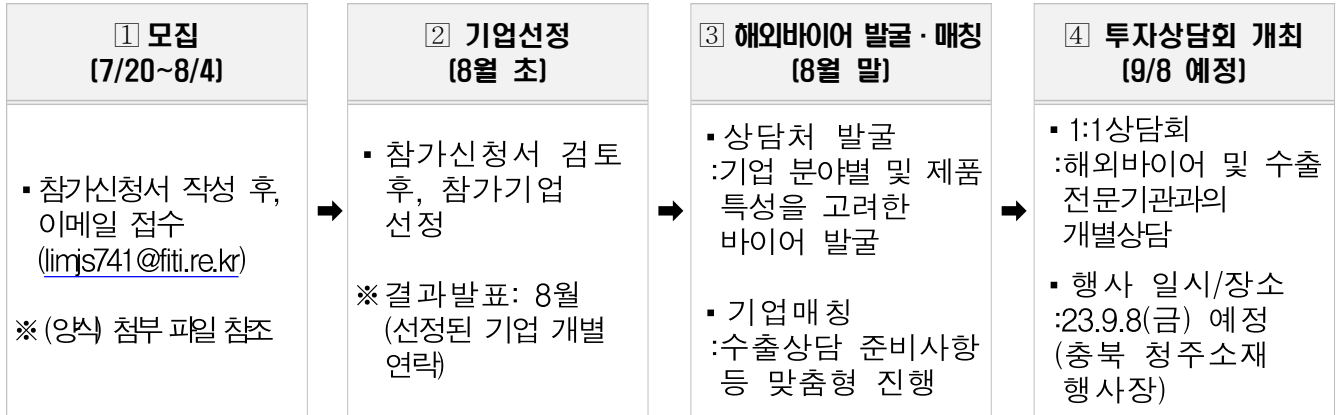 1 모집
(7/20~8/4)
▪ 참가신청서 작성 후,
이메일 접수
(limjs741@fiti.re.kr)
※ (양식) 첨부 파일 참조
➡
2 기업선정
(8월 초)
▪ 참가신청서 검토
후, 참가기업
선정
※ 결과발표: 8월
(선정된 기업 개별
연락)
➡
3 해외바이어 발굴·매칭
(8월 말)
▪ 상담처 발굴
:기업 분야별 및 제품
특성을 고려한
바이어 발굴
▪ 기업매칭
:수출상담 준비사항
등 맞춤형 진행
➡
4 투자상담회 개최
(9/8 예정)
▪ 1:1상담회
:해외바이어 및 수출
전문기관과의
개별상담
▪ 행사 일시/장소
:23.9.8(금) 예정
(충북 청주소재
행사장)